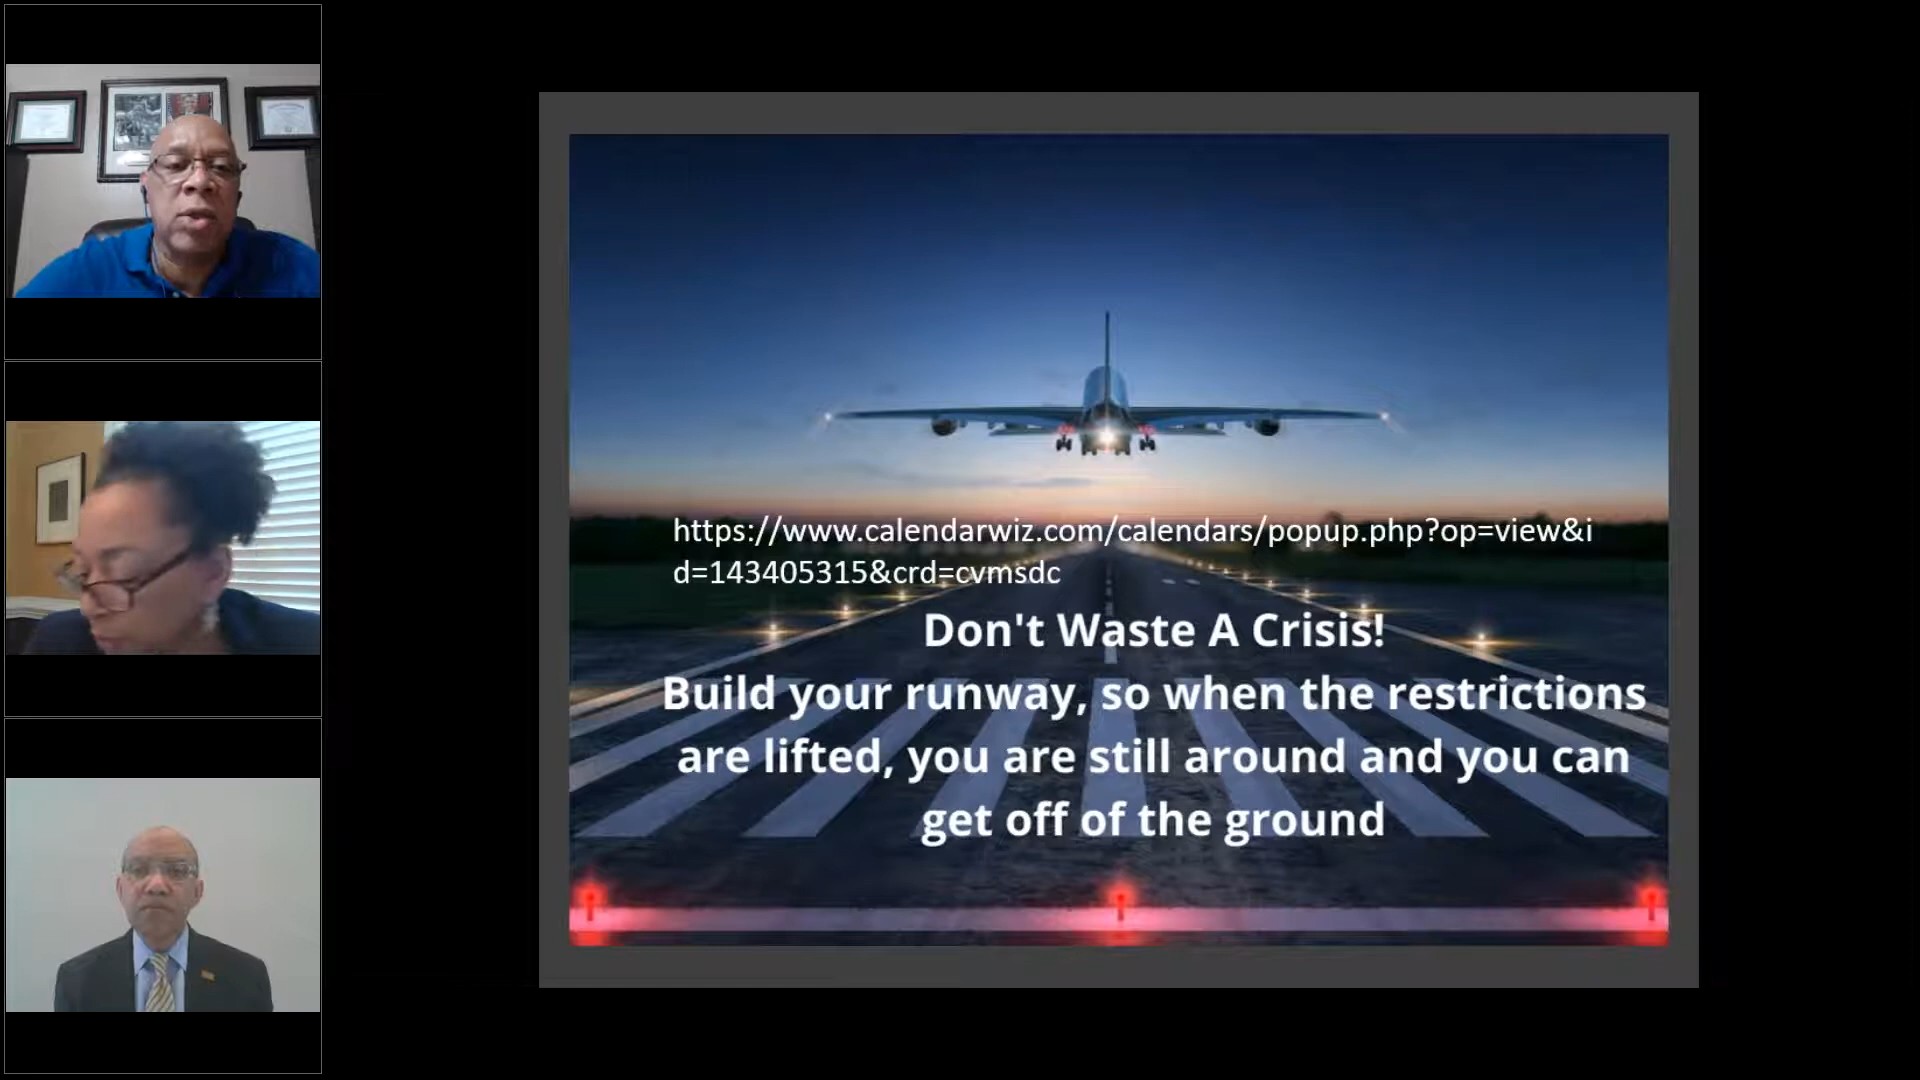 https://www.calendarwiz.com/calendars/popup.php?op=view&i
d=143405315&crd=cvmsdc
Don't Waste A Crisis!
Build your runway, so when the restrictions
are lifted, you are still around and you can
get off of the ground